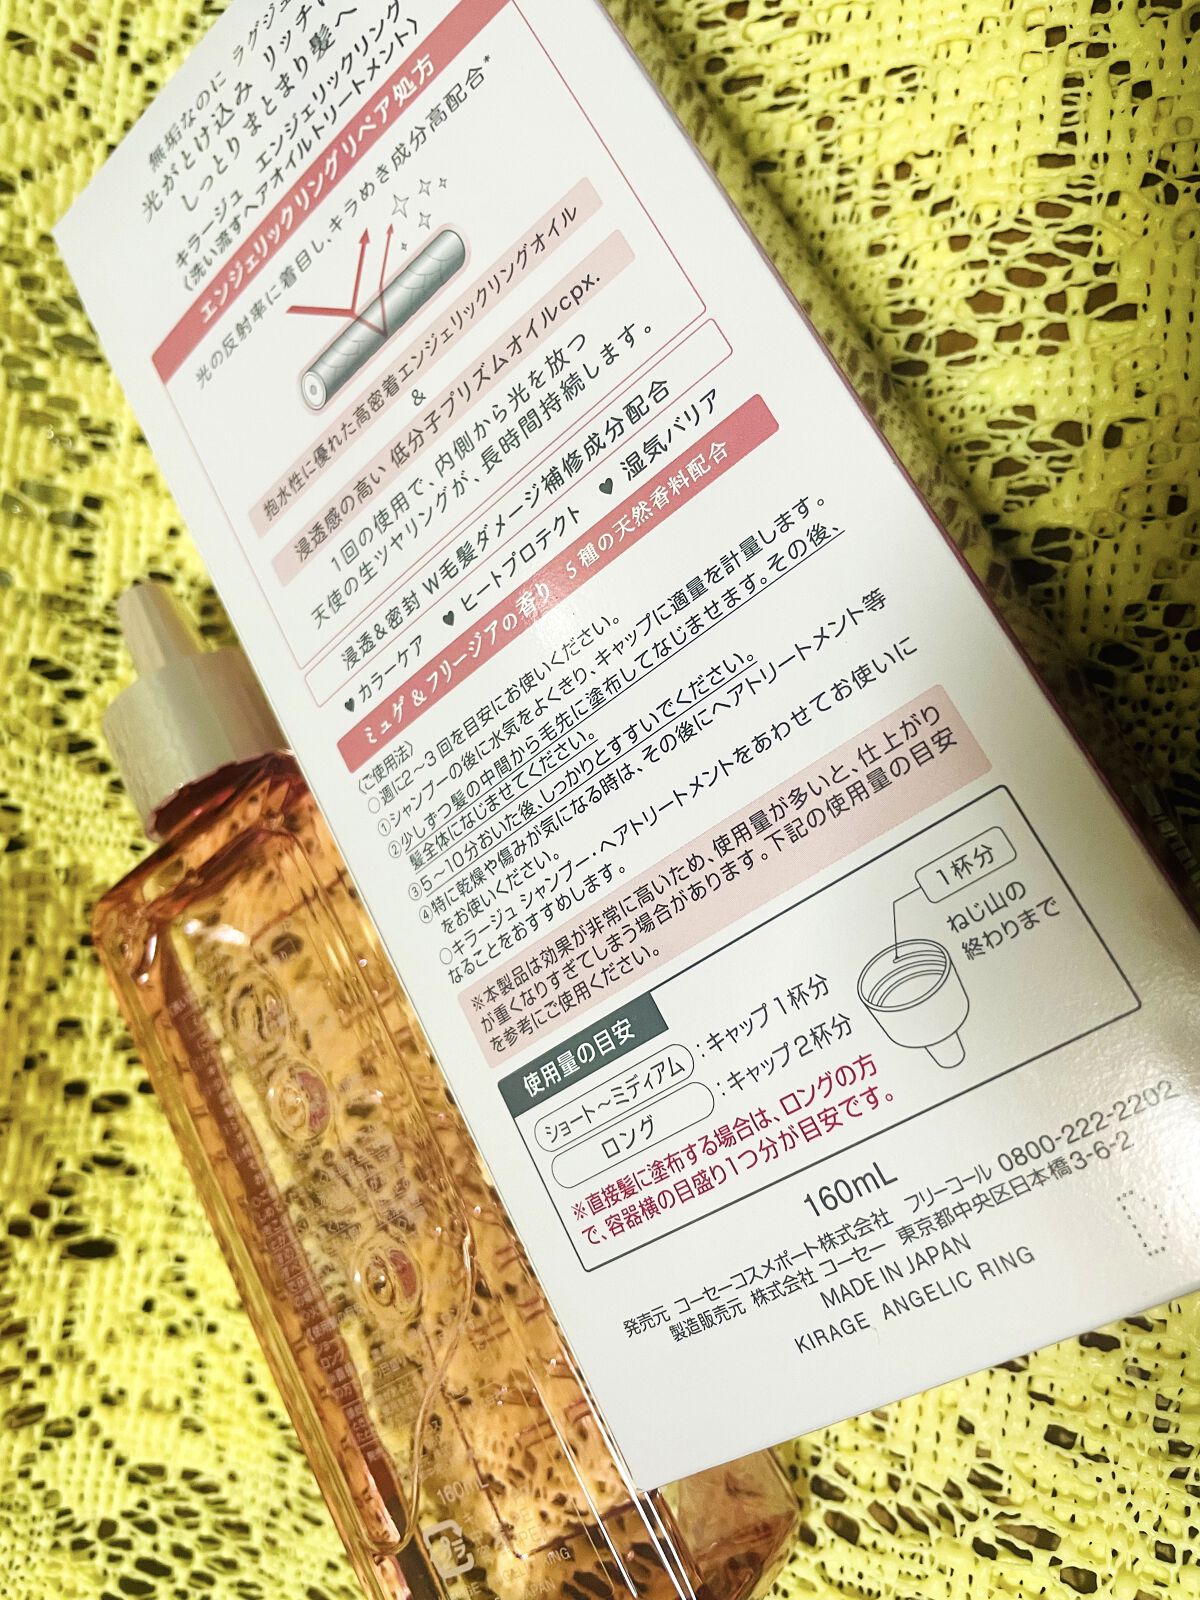 無垢なのに ラグジュ
光がとけ込み リッチに
しっとりまとまり髪へ
キラージュ エンジェリックリング
(洗い流すヘアオイルトリートメント)
エンジェリックリングリペア処方
光の反射率に着目し、キラめき成分高配合*
抱水性に優れた高密着エンジェリックリングオイル
&
浸透感の高い 低分子プリズムオイルcpx.
1回の使用で、内側から光を放つ
天使の生ツヤリングが、長時間持続します。
浸透&密封 W毛髪ダメージ補修成分配合
♥カラーケア ♥ヒートプロテクト ♥湿気バリア
ミュゲ&フリージアの香り 5種の天然香料配合
〈ご使用法〉
○週に2～3回を目安にお使いください。
①シャンプーの後に水気をよくきり、キャップに適量を計量します。
②少しずつ髪の中間から毛先に塗布してなじませます。その後、
髪全体になじませてください。
③5～10分おいた後、しっかりとすすいでください。
④特に乾燥や傷みが気になる時は、その後にヘアトリートメント等
をお使いください。
○キラージュ シャンプー・ヘアトリートメントをあわせてお使いに
なることをおすすめします。
※本製品は効果が非常に高いため、使用量が多いと、仕上がり
が重くなりすぎてしまう場合があります。下記の使用量の目安
を参考にご使用ください。
使用量の目安
ショート～ミディアム：キャップ1杯分
ロング：キャップ2杯分
1杯分
ねじ山の
終わりまで
※直接髪に塗布する場合は、ロングの方
で、容器横の目盛り1つ分が目安です。
160mL
発売元 コーセーコスメポート株式会社 フリーコール 0800-222-2202
製造販売元 株式会社 コーセー 東京都中央区日本橋3-6-2
MADE IN JAPAN
KIRAGE ANGELIC RING
160mL